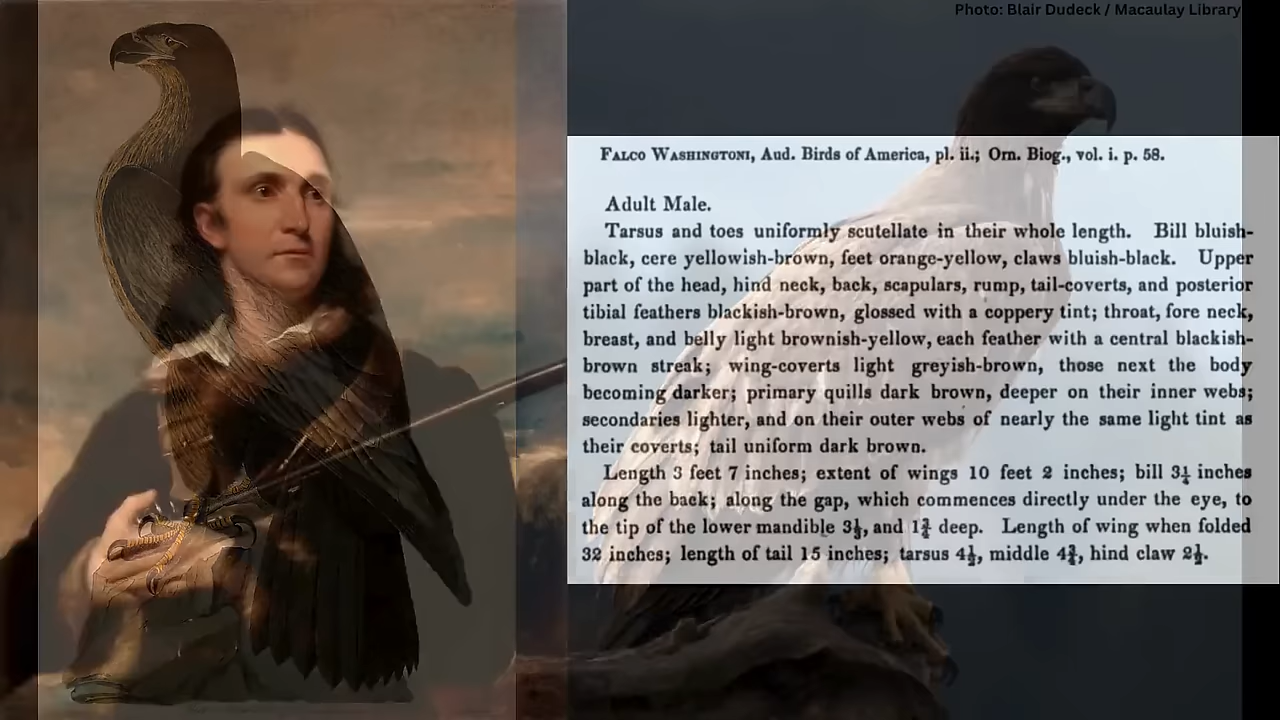 Photo: Blair Dudeck / Macaulay Library
FALCO WASHINGTONI, Aud. Birds of America, pl. ii.; Orn. Biog., vol. i. p. 58.
Adult Male.
Tarsus and toes uniformly scutellate in their whole length. Bill bluish-
black, cere yellowish-brown, feet orange-yellow, claws bluish-black. Upper
part of the head, hind neck, back, scapulars, rump, tail-coverts, and posterior
tibial feathers blackish-brown, glossed with a coppery tint; throat, fore neck,
breast, and belly light brownish-yellow, each feather with a central blackish-
brown streak; wing-coverts light greyish-brown, those next the body
becoming darker; primary quills dark brown, deeper on their inner webs;
secondaries lighter, and on their outer webs of nearly the same light tint as
their coverts; tail uniform dark brown.
Length 3 feet 7 inches; extent of wings 10 feet 2 inches; bill 3¼ inches
along the back; along the gap, which commences directly under the eye, to
the tip of the lower mandible 3⅓, and 1¾ deep. Length of wing when folded
32 inches; length of tail 15 inches; tarsus 4½, middle 4¾, hind claw 2½.